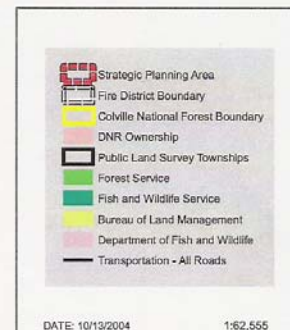 Strategic Planning Area
Fire District Boundary
Colville National Forest Boundary
DNR Ownership
Public Land Survey Townships
Forest Service
Fish and Wildlife Service
Bureau of Land Management
Department of Fish and Wildlife
Transportation - All Roads
DATE: 10/13/2004 1:62,555